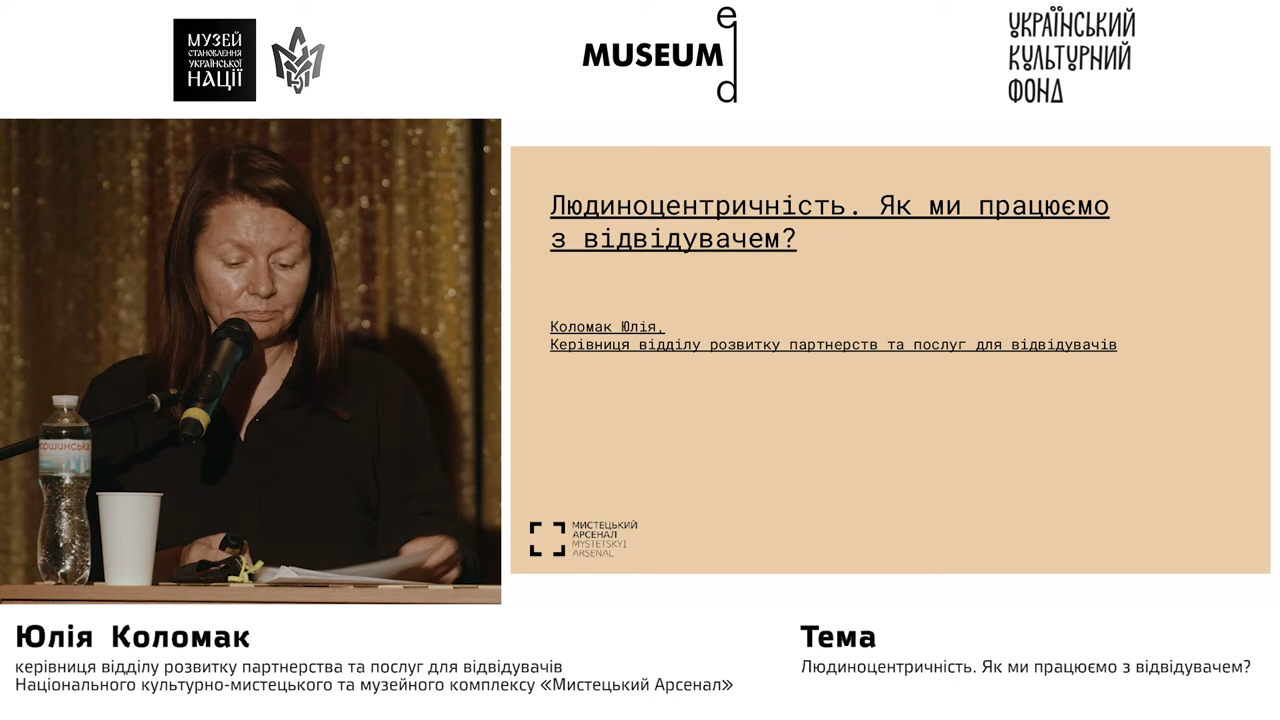 МУЗЕЙ
СТАНОВЛЕННЯ
УКРАЇНСЬКОЇ
НАЦІЇ
MUSEUM
ed
УКРАЇНСЬКИЙ
КУЛЬТУРНИЙ
ФОНД
Людиноцентричність. Як ми працюємо
з відвідувачем?
Коломак Юлія,
Керівниця відділу розвитку партнерств та послуг для відвідувачів
МИСТЕЦЬКИЙ
АРСЕНАЛ
MYSTETSKYI
ARSENAL
Юлія Коломак
керівниця відділу розвитку партнерства та послуг для відвідувачів
Національного культурно-мистецького та музейного комплексу «Мистецький Арсенал»
Тема
Людиноцентричність. Як ми працюємо з відвідувачем?